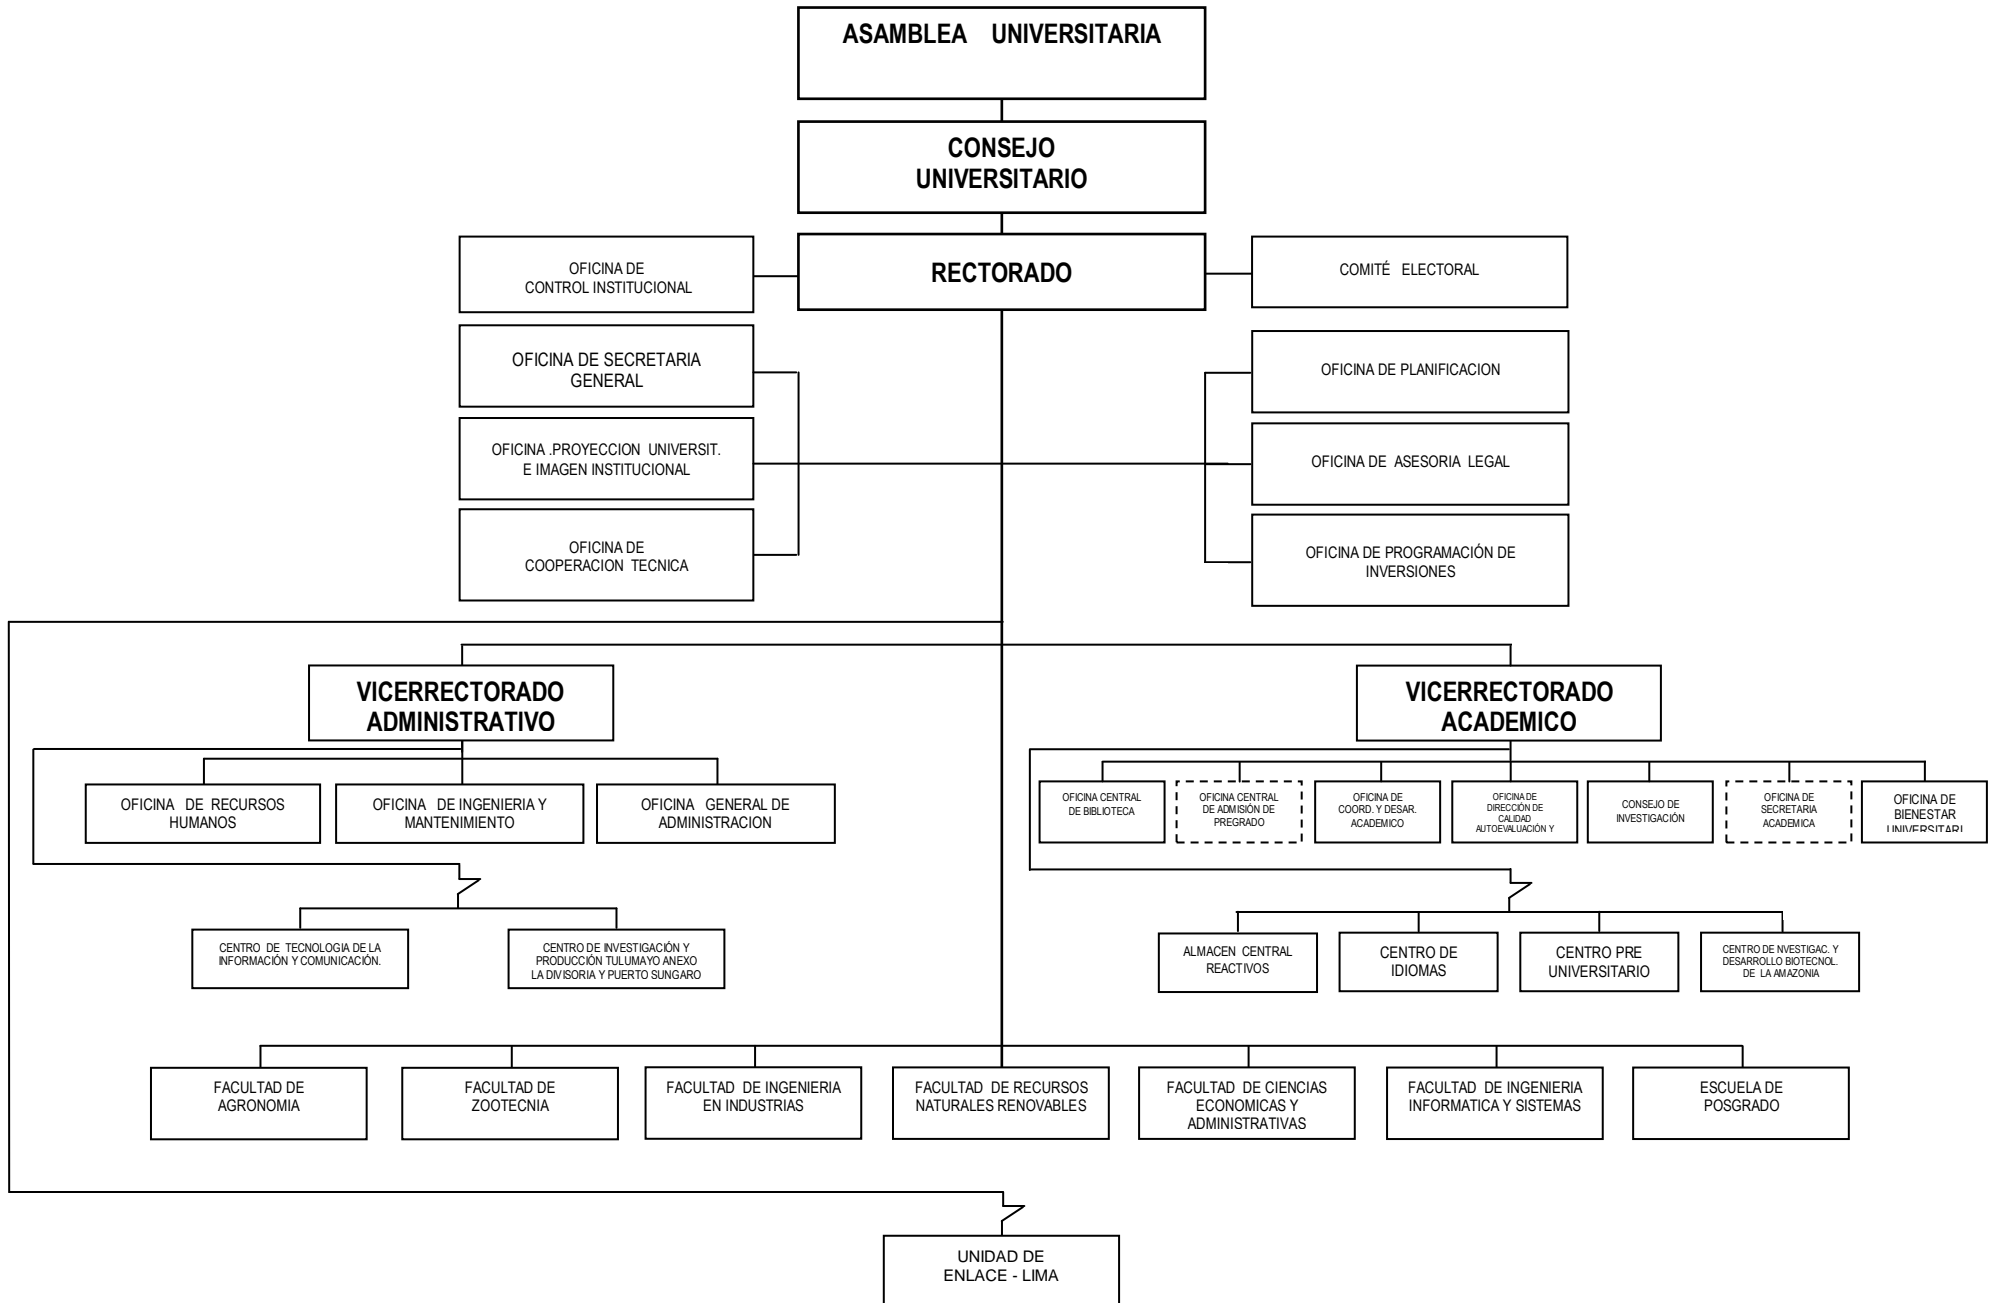 ASAMBLEA UNIVERSITARIA
CONSEJO
UNIVERSITARIO
RECTORADO
OFICINA DE
CONTROL INSTITUCIONAL
COMITÉ ELECTORAL
OFICINA DE SECRETARIA
GENERAL
OFICINA DE PLANIFICACION
OFICINA .PROYECCION UNIVERSIT.
E IMAGEN INSTITUCIONAL
OFICINA DE ASESORIA LEGAL
OFICINA DE
COOPERACION TECNICA
OFICINA DE PROGRAMACIÓN DE
INVERSIONES
VICERRECTORADO
ADMINISTRATIVO
VICERRECTORADO
ACADEMICO
OFICINA DE RECURSOS
HUMANOS
OFICINA DE INGENIERIA Y
MANTENIMIENTO
OFICINA GENERAL DE
ADMINISTRACION
OFICINA CENTRAL
DE BIBLIOTECA
OFICINA CENTRAL
DE ADMISIÓN DE
PREGRADO
OFICINA DE
COORD. Y DESAR.
ACADEMICO
OFICINA DE
DIRECCIÓN DE
CALIDAD
AUTOEVALUACIÓN Y
CONSEJO DE
INVESTIGACIÓN
OFICINA DE
SECRETARIA
ACADEMICA
OFICINA DE
BIENESTAR
UNIVERSITARI
CENTRO DE TECNOLOGIA DE LA
INFORMACIÓN Y COMUNICACIÓN.
CENTRO DE INVESTIGACIÓN Y
PRODUCCIÓN TULUMAYO ANEXO
LA DIVISORIA Y PUERTO SUNGARO
ALMACEN CENTRAL
REACTIVOS
CENTRO DE
IDIOMAS
CENTRO PRE
UNIVERSITARIO
CENTRO DE NVESTIGAC. Y
DESARROLLO BIOTECNOL.
DE LA AMAZONIA
FACULTAD DE
AGRONOMIA
FACULTAD DE
ZOOTECNIA
FACULTAD DE INGENIERIA
EN INDUSTRIAS
FACULTAD DE RECURSOS
NATURALES RENOVABLES
FACULTAD DE CIENCIAS
ECONOMICAS Y
ADMINISTRATIVAS
FACULTAD DE INGENIERIA
INFORMATICA Y SISTEMAS
ESCUELA DE
POSGRADO
UNIDAD DE
ENLACE - LIMA